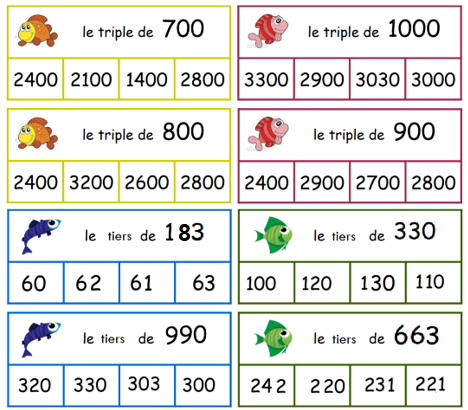 le triple de 700
2400 2100 1400 2800
le triple de 1000
3300 2900 3030 3000
le triple de 800
2400 3200 2600 2800
le triple de 900
2400 2900 2700 2800
le tiers de 183
60 62 61 63
le tiers de 330
100 120 130 110
le tiers de 990
320 330 303 300
le tiers de 663
242 220 231 221